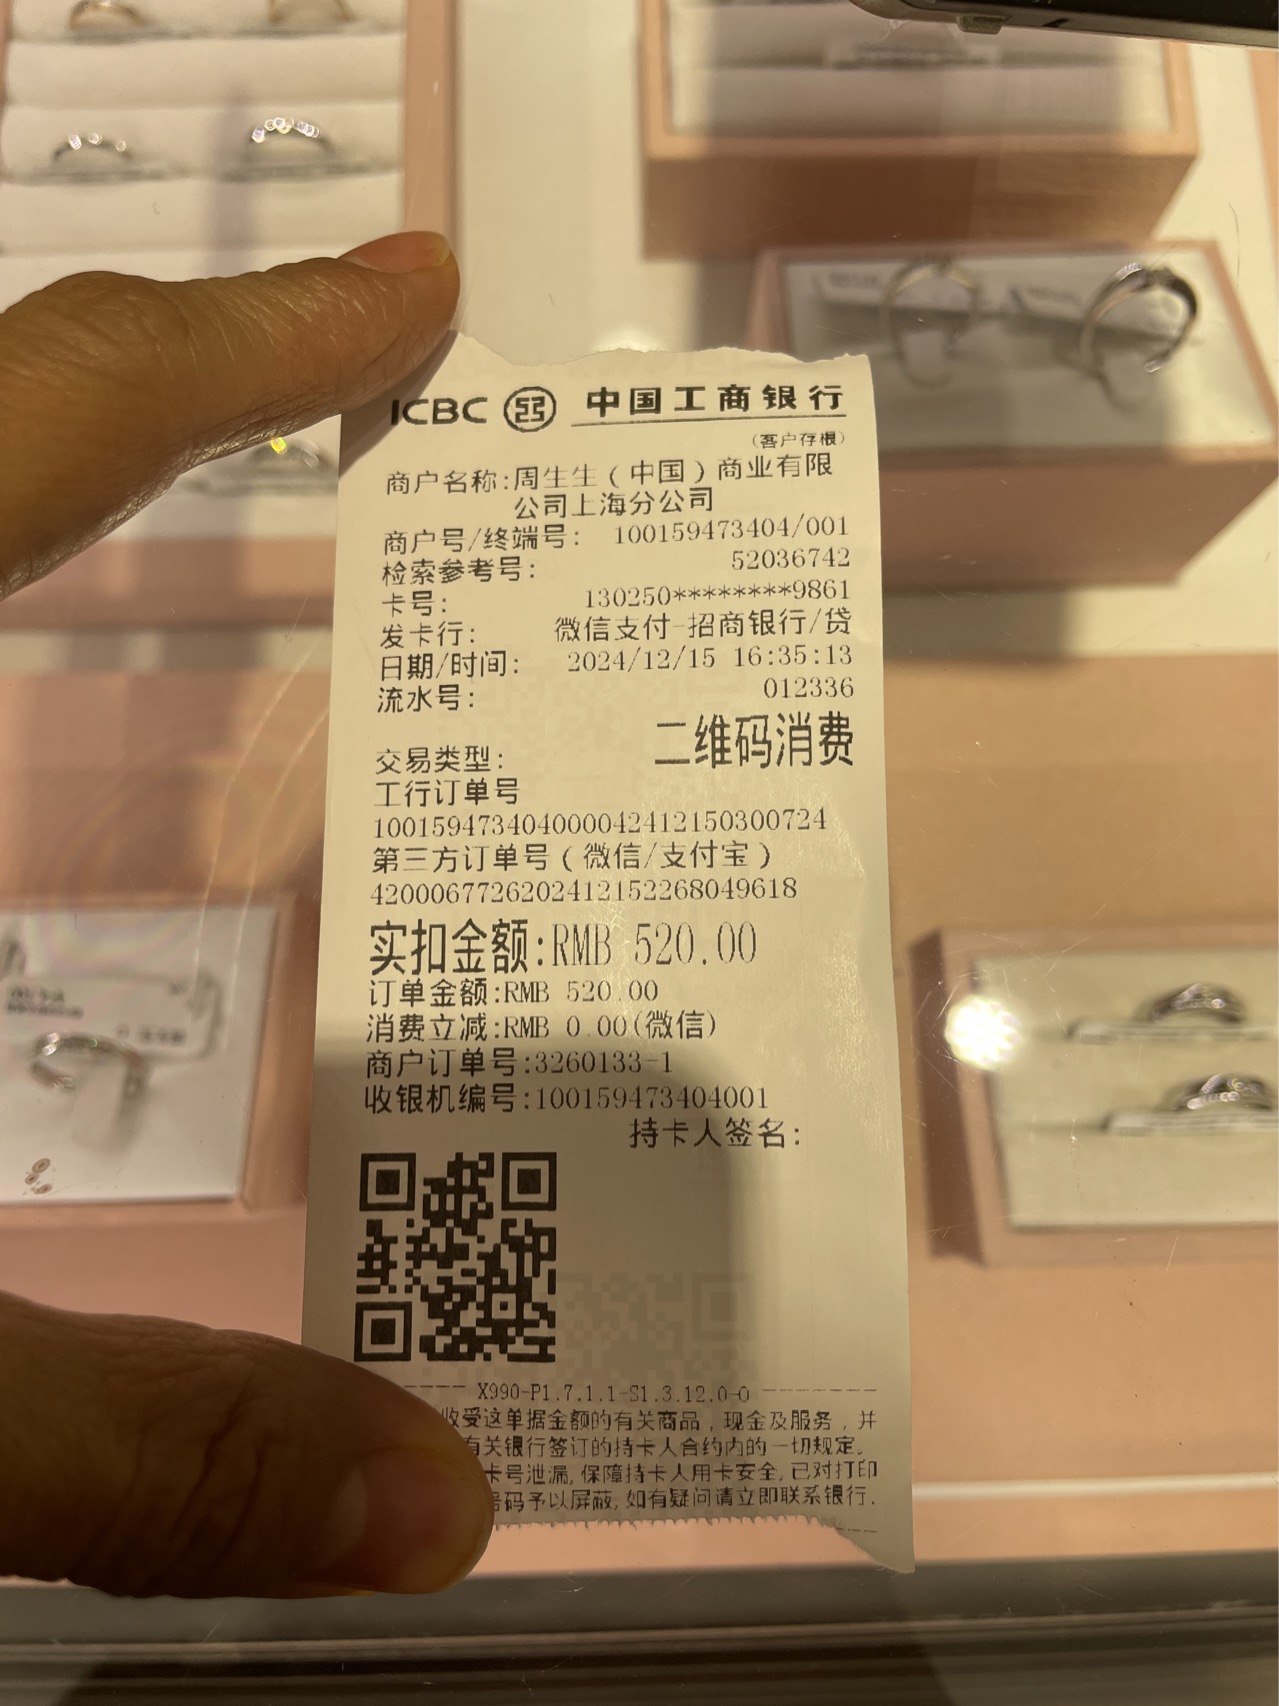 ICBC 中国工商银行
(客户存根)
商户名称:周生生(中国)商业有限
公司上海分公司
商户号/终端号: 100159473404/001
检索参考号: 52036742
卡号: 130250********9861
发卡行: 微信支付-招商银行/贷
日期/时间: 2024/12/15 16:35:13
流水号: 012336
交易类型: 二维码消费
工行订单号
10015947340400004241215030​0724
第三方订单号(微信/支付宝)
4200067726202412152268049618
实扣金额:RMB 520.00
订单金额:RMB 520.00
消费立减:RMB 0.00(微信)
商户订单号:3260133-1
收银机编号:100159473404001
持卡人签名:
X990-P1.7.1.1-S1.3.12.0-0
收受这单据金额的有关商品,现金及服务,并
有关银行签订的持卡人合约内的一切规定。
卡号泄漏,保障持卡人用卡安全,已对打印
号码予以屏蔽,如有疑问请立即联系银行.